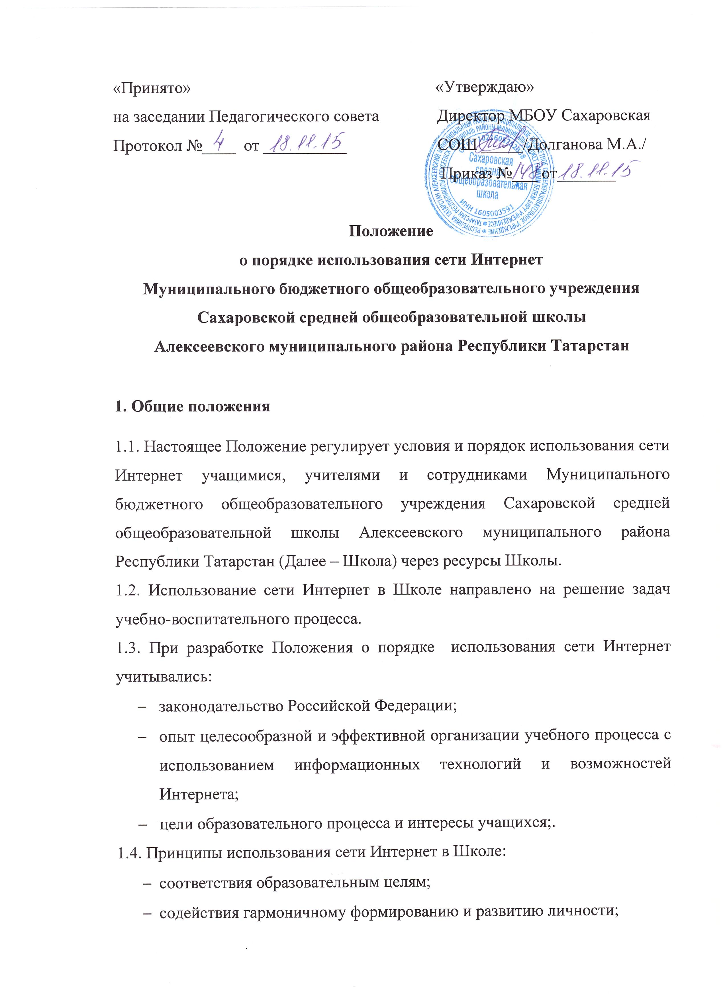 «Принято»
на заседании Педагогического совета
Протокол № 4 от 18.11.15
«Утверждаю»
Директор МБОУ Сахаровская
СОШ /Долганова М.А./
Приказ № 148 от 18.11.15
Сахаровская
средняя
общеобразовательная
школа
ИНН 1605003591
Положение
о порядке использования сети Интернет
Муниципального бюджетного общеобразовательного учреждения
Сахаровской средней общеобразовательной школы
Алексеевского муниципального района Республики Татарстан
1. Общие положения
1.1. Настоящее Положение регулирует условия и порядок использования сети
Интернет учащимися, учителями и сотрудниками Муниципального
бюджетного общеобразовательного учреждения Сахаровской средней
общеобразовательной школы Алексеевского муниципального района
Республики Татарстан (Далее – Школа) через ресурсы Школы.
1.2. Использование сети Интернет в Школе направлено на решение задач
учебно-воспитательного процесса.
1.3. При разработке Положения о порядке использования сети Интернет
учитывались:
– законодательство Российской Федерации;
– опыт целесообразной и эффективной организации учебного процесса с
использованием информационных технологий и возможностей
Интернета;
– цели образовательного процесса и интересы учащихся;.
1.4. Принципы использования сети Интернет в Школе:
– соответствия образовательным целям;
– содействия гармоничному формированию и развитию личности;